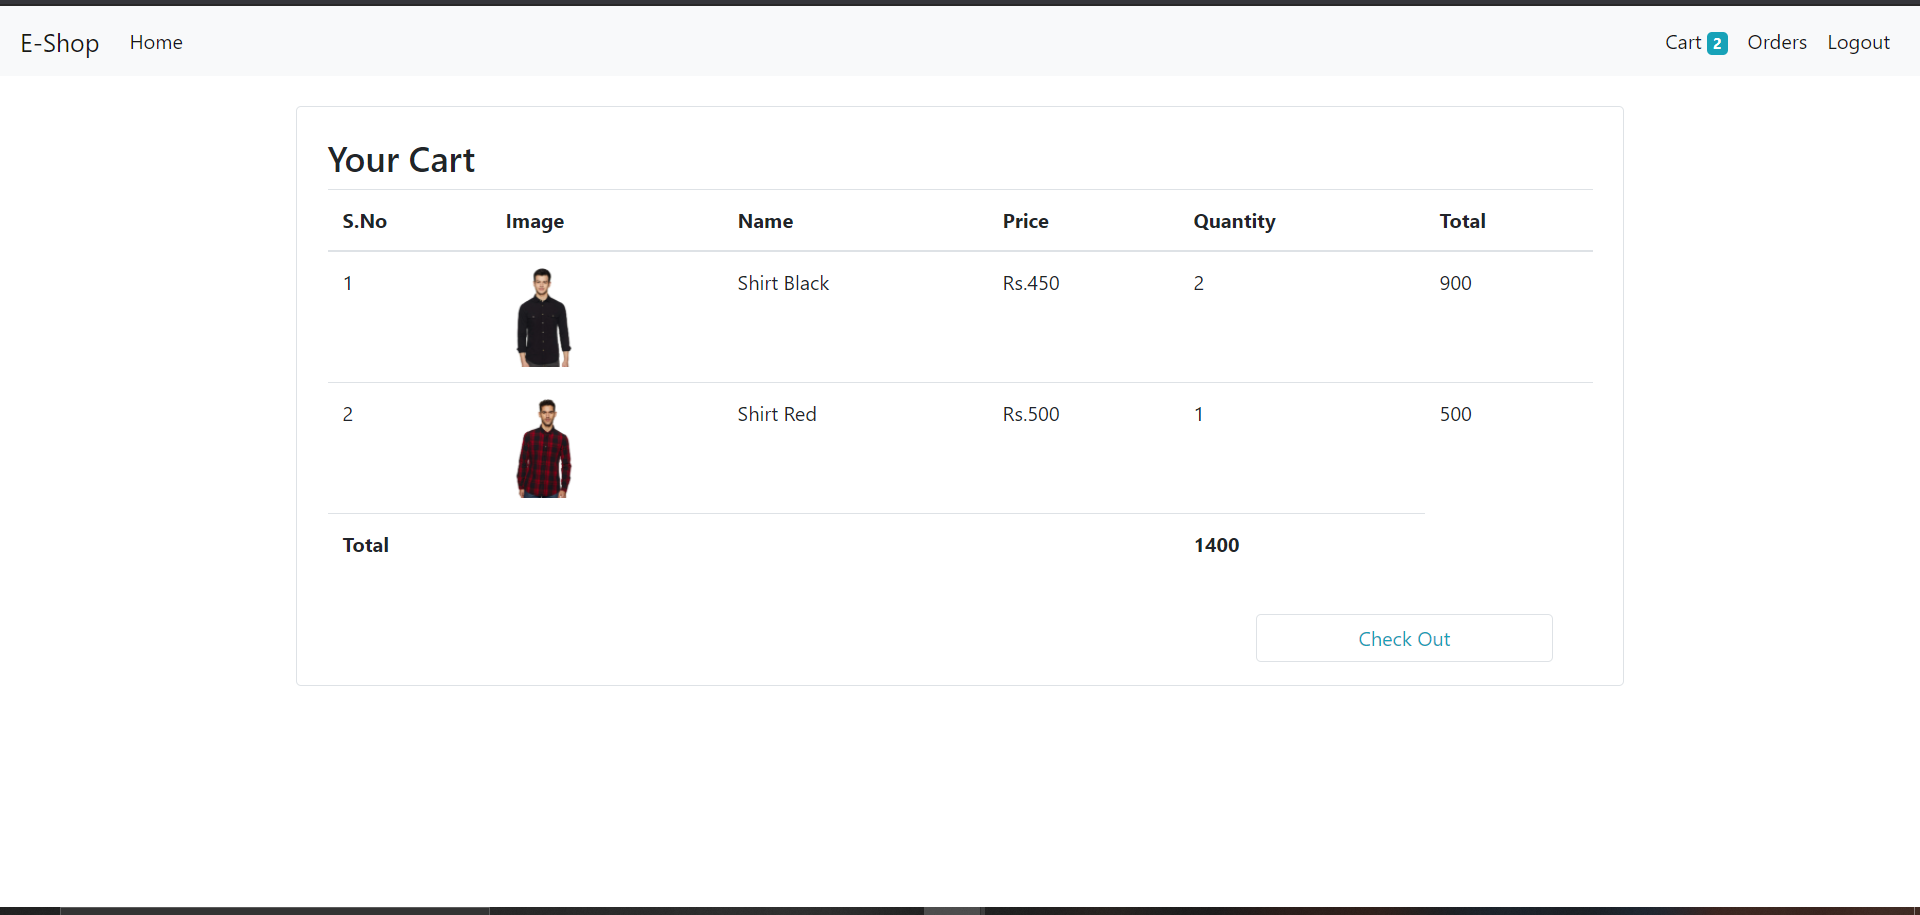 E-Shop Home Cart 2 Orders Logout
Your Cart
S.No Image Name Price Quantity Total
1 Shirt Black Rs.450 2 900
2 Shirt Red Rs.500 1 500
Total 1400
Check Out